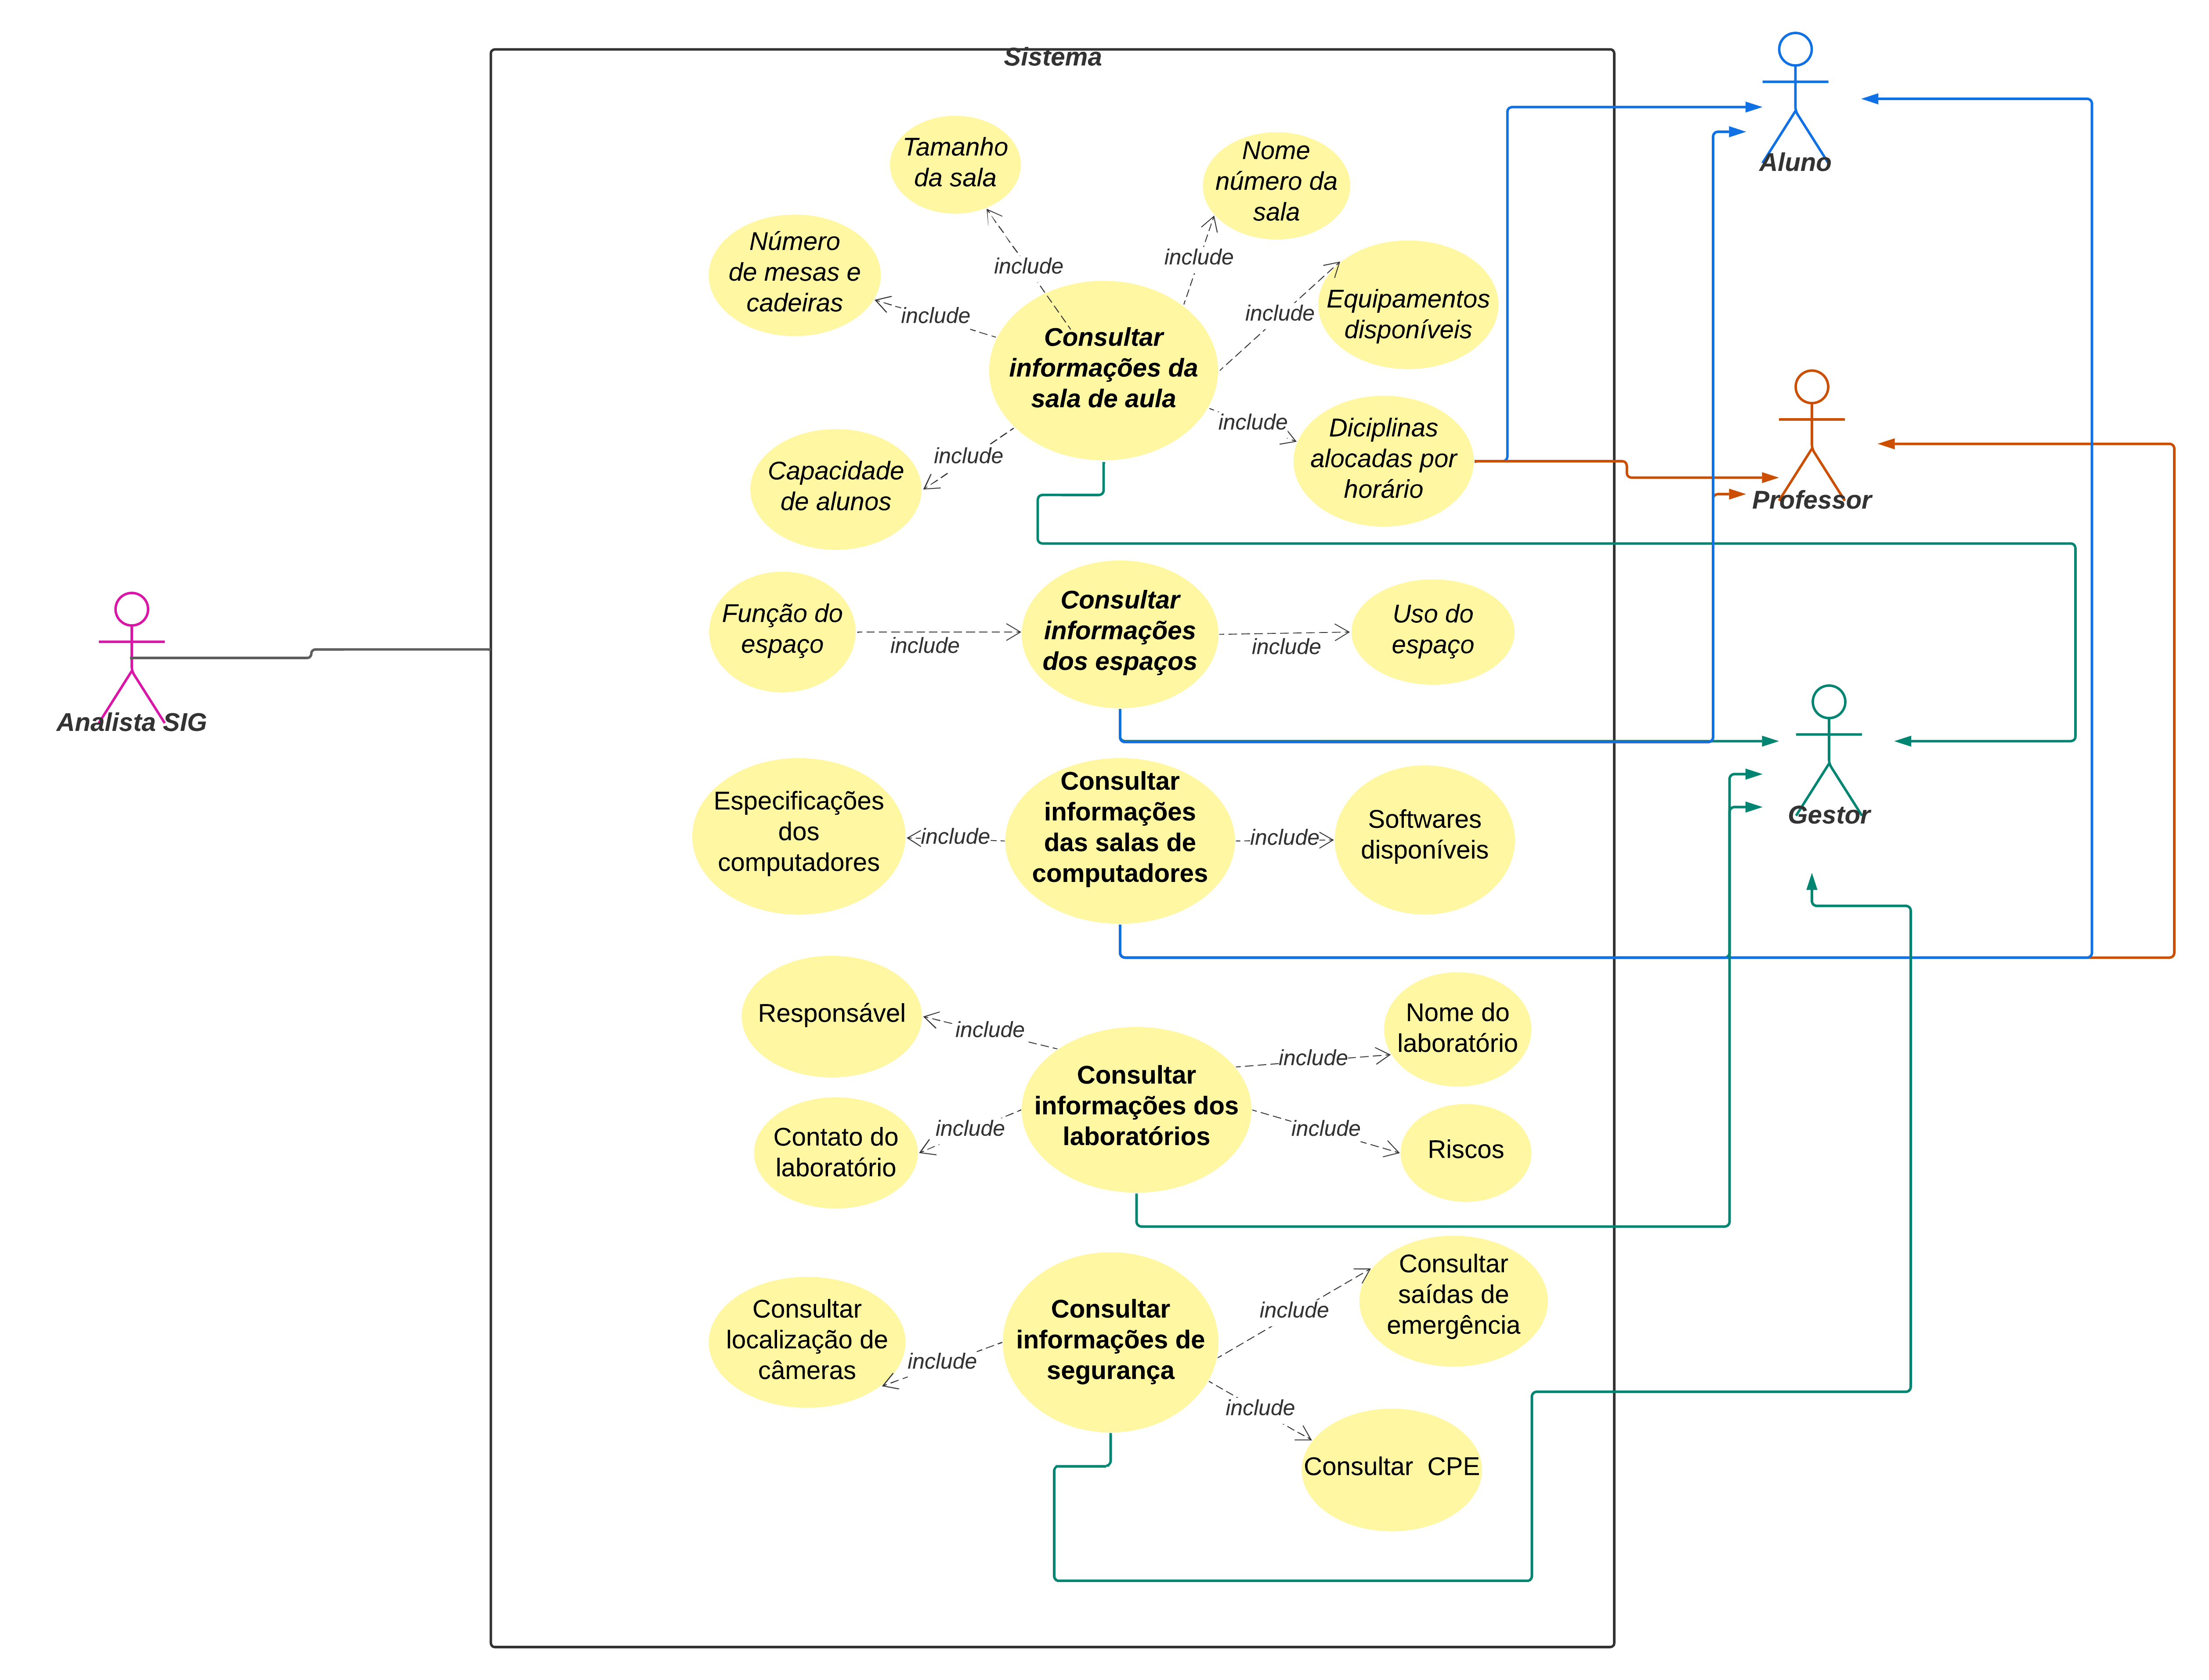 Sistema
Aluno
Tamanho
da sala
Nome
número da
sala
Número
de mesas e
cadeiras
include
include
include
include
Equipamentos
disponíveis
Consultar
informações da
sala de aula
include
include
Capacidade
de alunos
Diciplinas
alocadas por
horário
Professor
Função do
espaço
include
Consultar
informações
dos espaços
include
Uso do
espaço
Analista SIG
Gestor
Especificações
dos
computadores
include
Consultar
informações
das salas de
computadores
include
Softwares
disponíveis
Responsável
include
Nome do
laboratório
include
Consultar
informações dos
laboratórios
Contato do
laboratório
include
include
Riscos
Consultar
localização de
câmeras
include
Consultar
informações de
segurança
include
Consultar
saídas de
emergência
include
Consultar  CPE